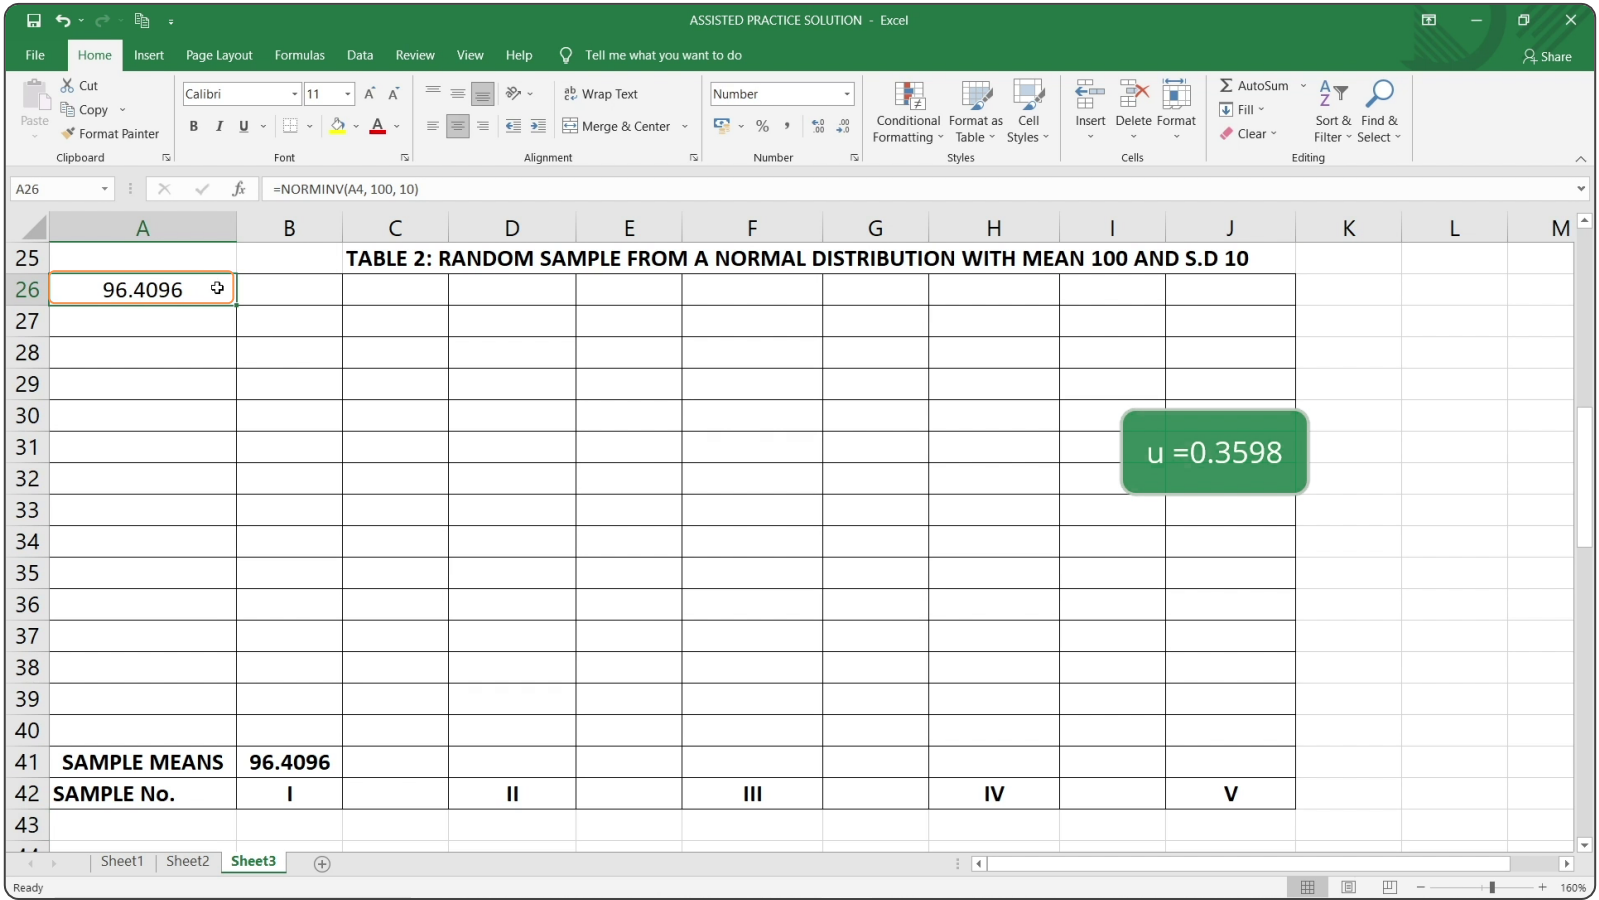 ASSISTED PRACTICE SOLUTION - Excel
File Home Insert Page Layout Formulas Data Review View Help Tell me what you want to do Share
Paste
Cut
Copy
Format Painter
Clipboard
Calibri 11
B I U A
Font
ab Wrap Text
Merge & Center
Alignment
Number
% ,
Number
Conditional Formatting
Format as Table
Cell Styles
Styles
Insert Delete Format
Cells
AutoSum
Fill
Clear
Sort & Filter
Find & Select
Editing
A26 fx =NORMINV(A4, 100, 10)
A B C D E F G H I J K L M
25 TABLE 2: RANDOM SAMPLE FROM A NORMAL DISTRIBUTION WITH MEAN 100 AND S.D 10
26 96.4096
27
28
29
30
31
u =0.3598
32
33
34
35
36
37
38
39
40
41 SAMPLE MEANS 96.4096
42 SAMPLE No. I II III IV V
43
Sheet1 Sheet2 Sheet3
Ready 160%